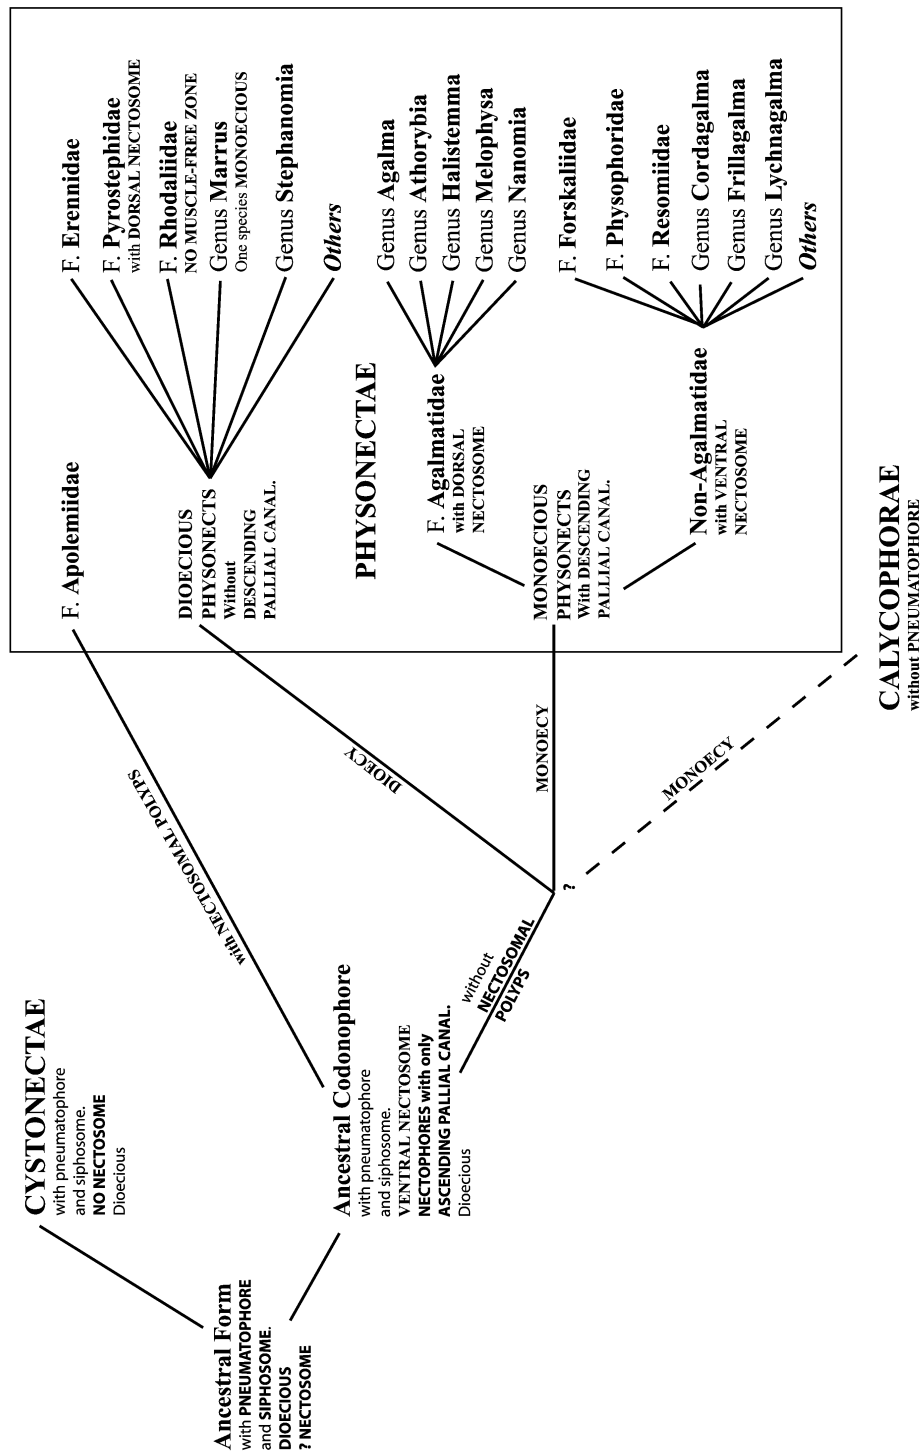 Ancestral Form
with PNEUMATOPHORE
and SIPHOSOME.
DIOECIOUS
? NECTOSOME
CYSTONECTAE
with pneumatophore
and siphosome.
NO NECTOSOME
Dioecious
Ancestral Codonophore
with pneumatophore
and siphosome.
VENTRAL NECTOSOME
NECTOPHORES with only
ASCENDING PALLIAL CANAL.
Dioecious
with NECTOSOMAL POLYPS
without
NECTOSOMAL
POLYPS
?
DIOECY
MONOECY
MONOECY
F. Apolemiidae
DIOECIOUS
PHYSONECTS
Without
DESCENDING
PALLIAL CANAL.
F. Erennidae
F. Pyrostephidae
with DORSAL NECTOSOME
F. Rhodaliidae
NO MUSCLE-FREE ZONE
Genus Marrus
One species MONOECIOUS
Genus Stephanomia
Others
PHYSONECTAE
MONOECIOUS
PHYSONECTS
With DESCENDING
PALLIAL CANAL.
F. Agalmatidae
with DORSAL
NECTOSOME
Genus Agalma
Genus Athorybia
Genus Halistemma
Genus Melophysa
Genus Nanomia
Non-Agalmatidae
with VENTRAL
NECTOSOME
F. Forskaliidae
F. Physophoridae
F. Resomiidae
Genus Cordagalma
Genus Frillagalma
Genus Lychnagalma
Others
CALYCOPHORAE
without PNEUMATOPHORE